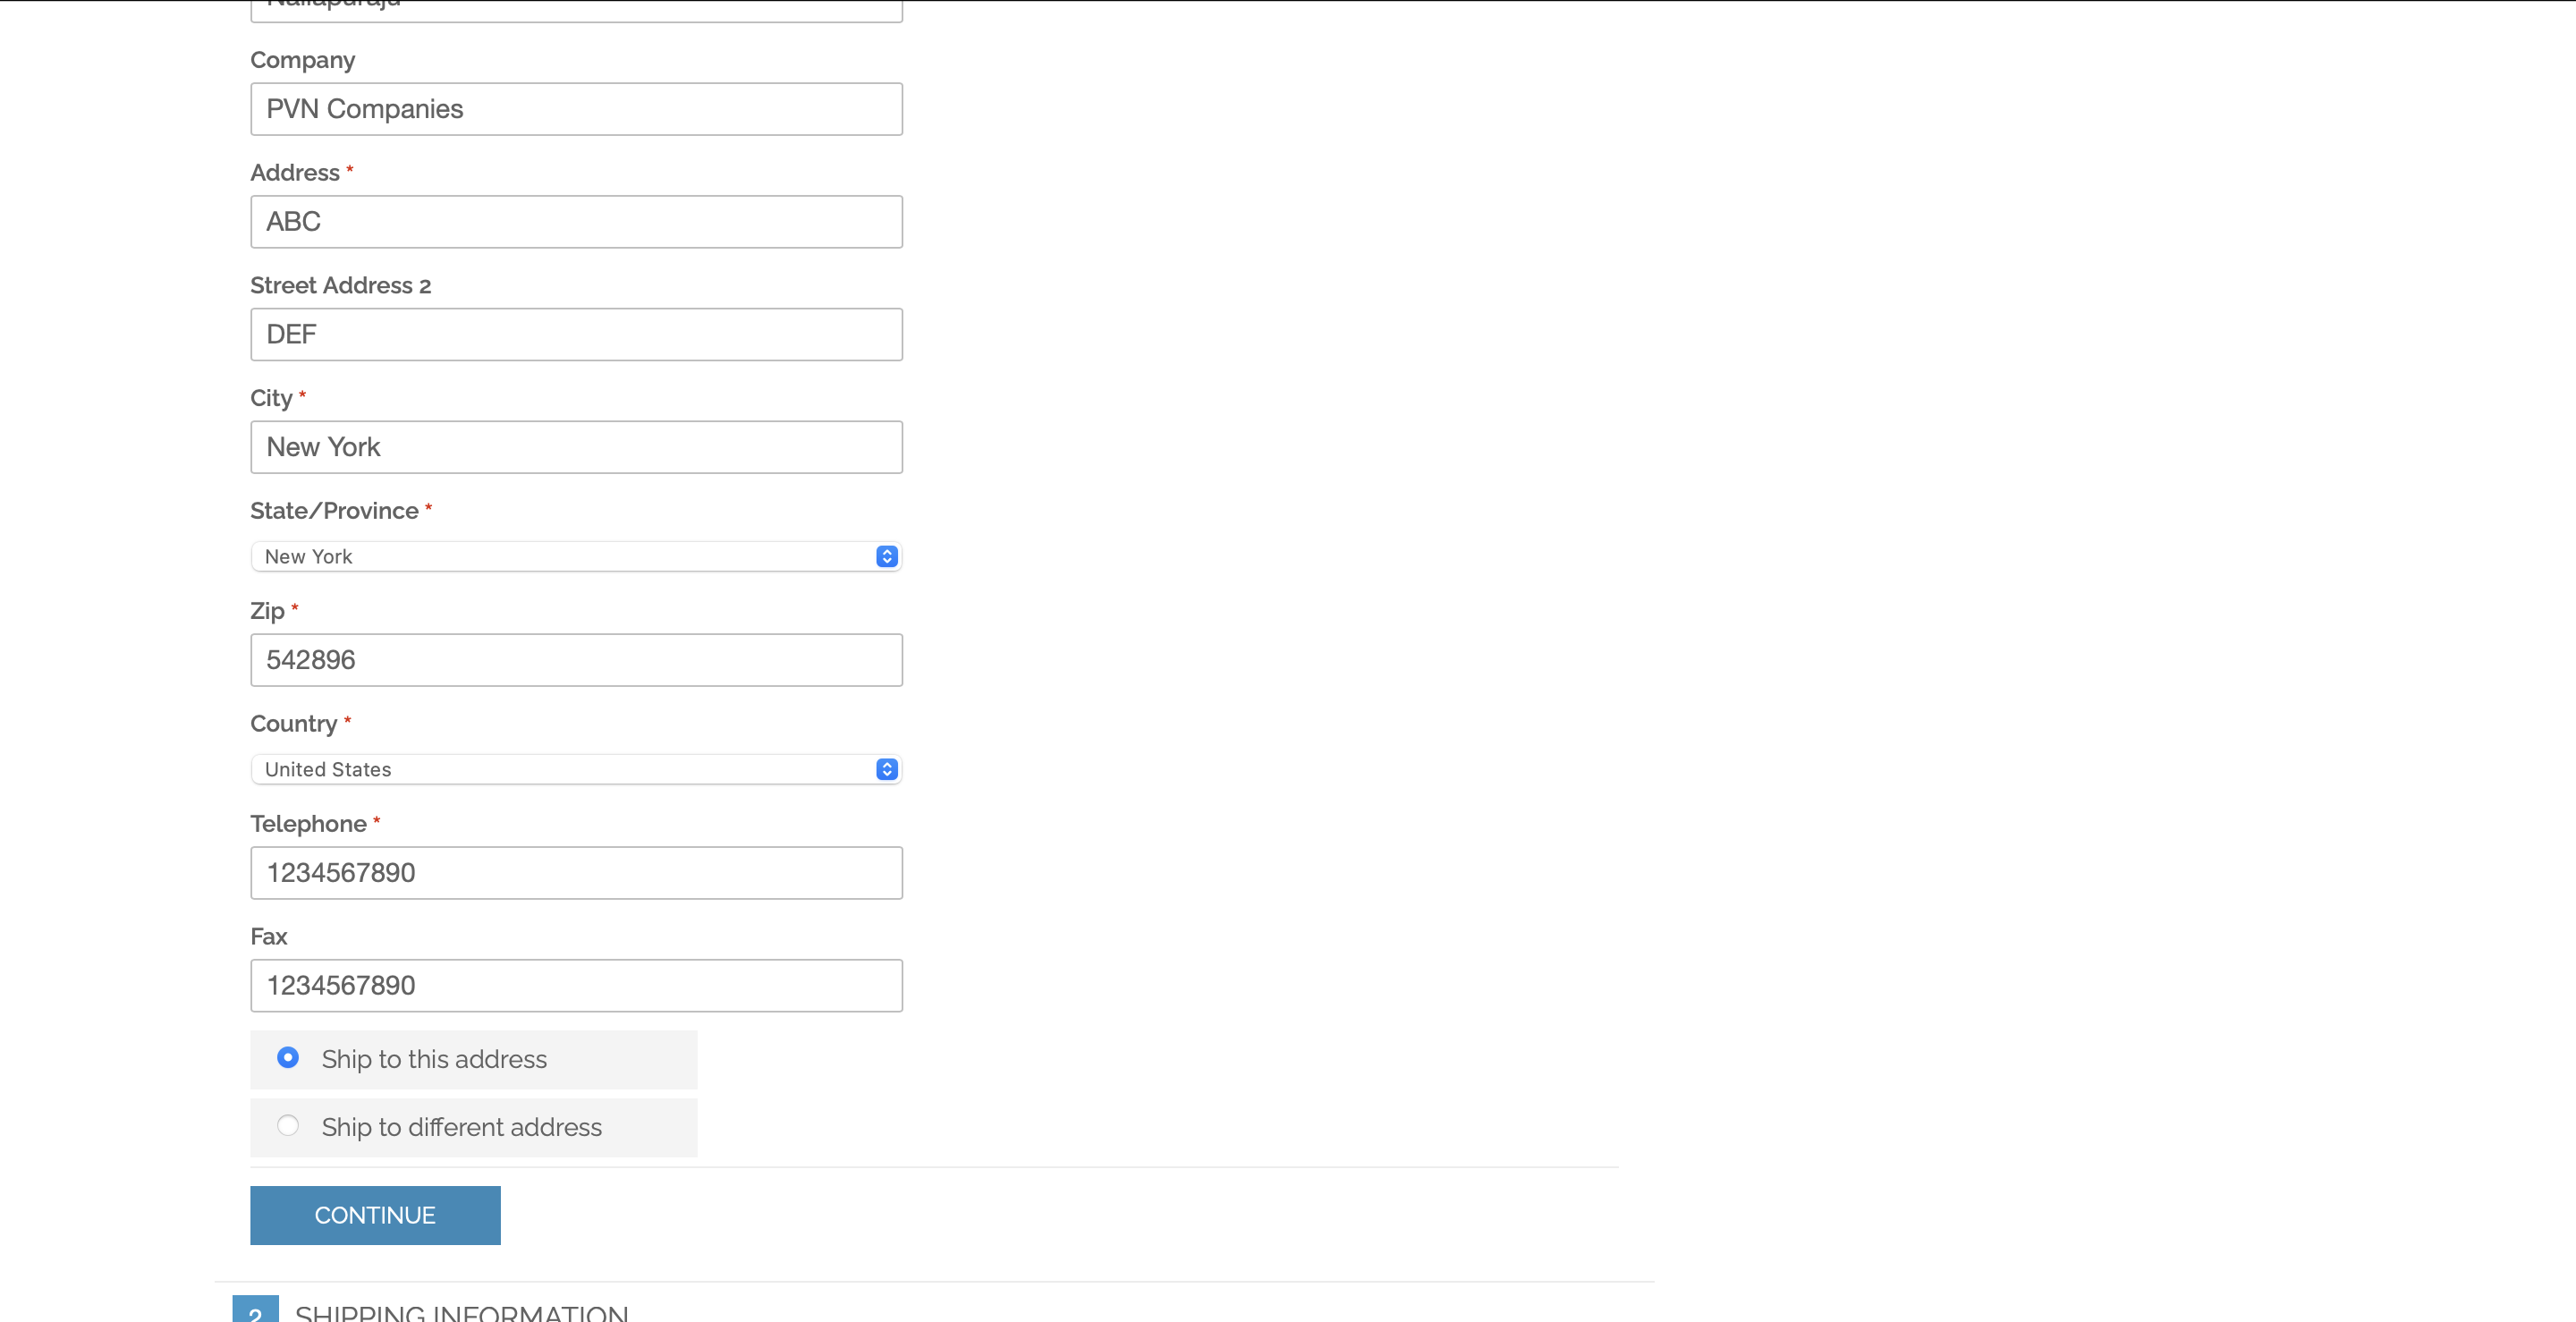 Nallapuraju
Company
PVN Companies
Address *
ABC
Street Address 2
DEF
City *
New York
State/Province *
New York
Zip *
542896
Country *
United States
Telephone *
1234567890
Fax
1234567890
Ship to this address
Ship to different address
CONTINUE
2 SHIPPING INFORMATION